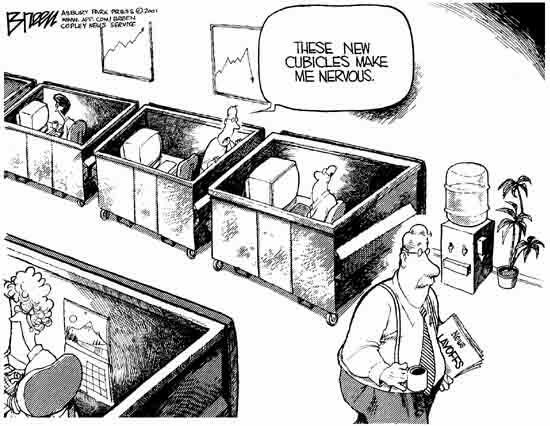 BREEN
ASBURY PARK PRESS ©2001
WWW.APP.COM/BREEN
COPLEY NEWS SERVICE
THESE NEW
CUBICLES MAKE
ME NERVOUS.
News
LAYOFFS